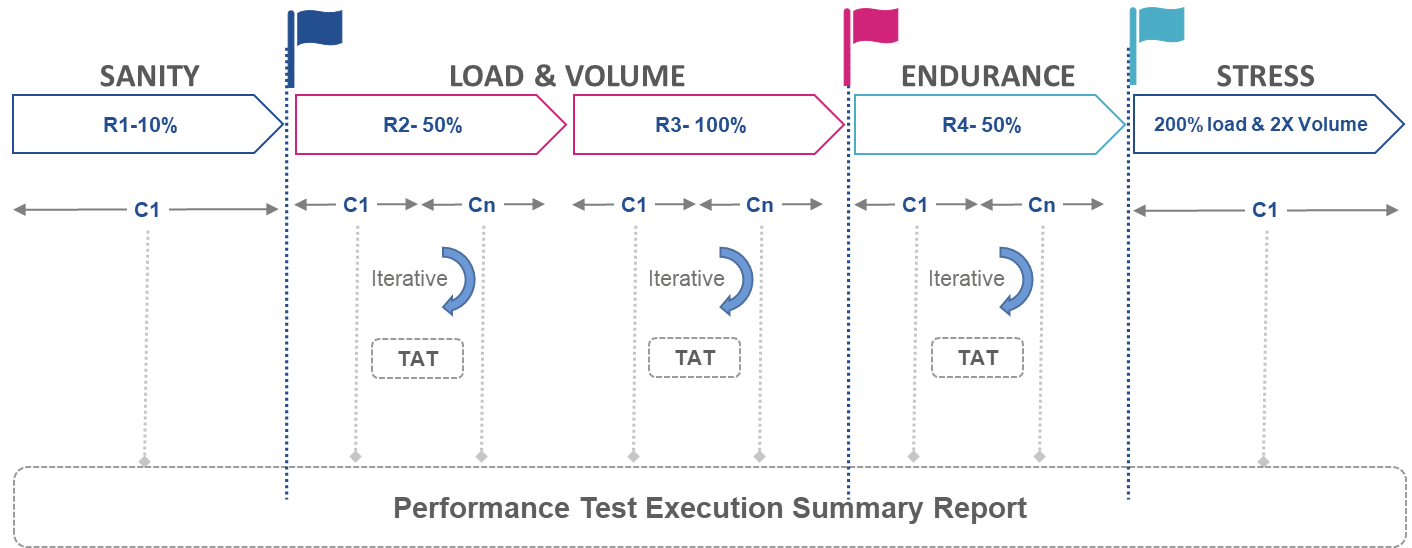 SANITY
LOAD & VOLUME
ENDURANCE
STRESS
R1-10%
R2- 50%
R3- 100%
R4- 50%
200% load & 2X Volume
C1
C1
Cn
C1
Cn
C1
Cn
C1
Iterative
Iterative
Iterative
TAT
TAT
TAT
Performance Test Execution Summary Report